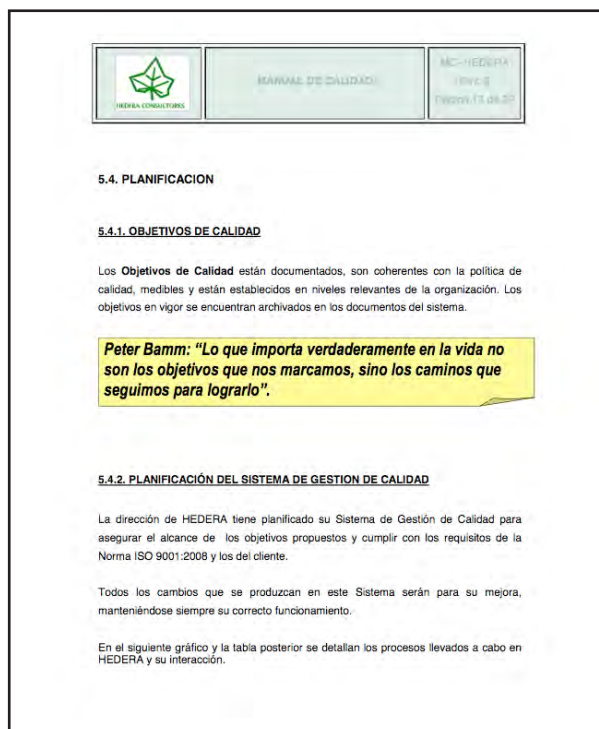 HEDERA CONSULTORES
MANUAL DE CALIDAD
MC-HEDERA
5.4. PLANIFICACION
5.4.1. OBJETIVOS DE CALIDAD
Los Objetivos de Calidad están documentados, son coherentes con la política de
calidad, medibles y están establecidos en niveles relevantes de la organización. Los
objetivos en vigor se encuentran archivados en los documentos del sistema.
Peter Bamm: “Lo que importa verdaderamente en la vida no
son los objetivos que nos marcamos, sino los caminos que
seguimos para lograrlo”.
5.4.2. PLANIFICACIÓN DEL SISTEMA DE GESTION DE CALIDAD
La dirección de HEDERA tiene planificado su Sistema de Gestión de Calidad para
asegurar el alcance de los objetivos propuestos y cumplir con los requisitos de la
Norma ISO 9001:2008 y los del cliente.
Todos los cambios que se produzcan en este Sistema serán para su mejora,
manteniéndose siempre su correcto funcionamiento.
En el siguiente gráfico y la tabla posterior se detallan los procesos llevados a cabo en
HEDERA y su interacción.